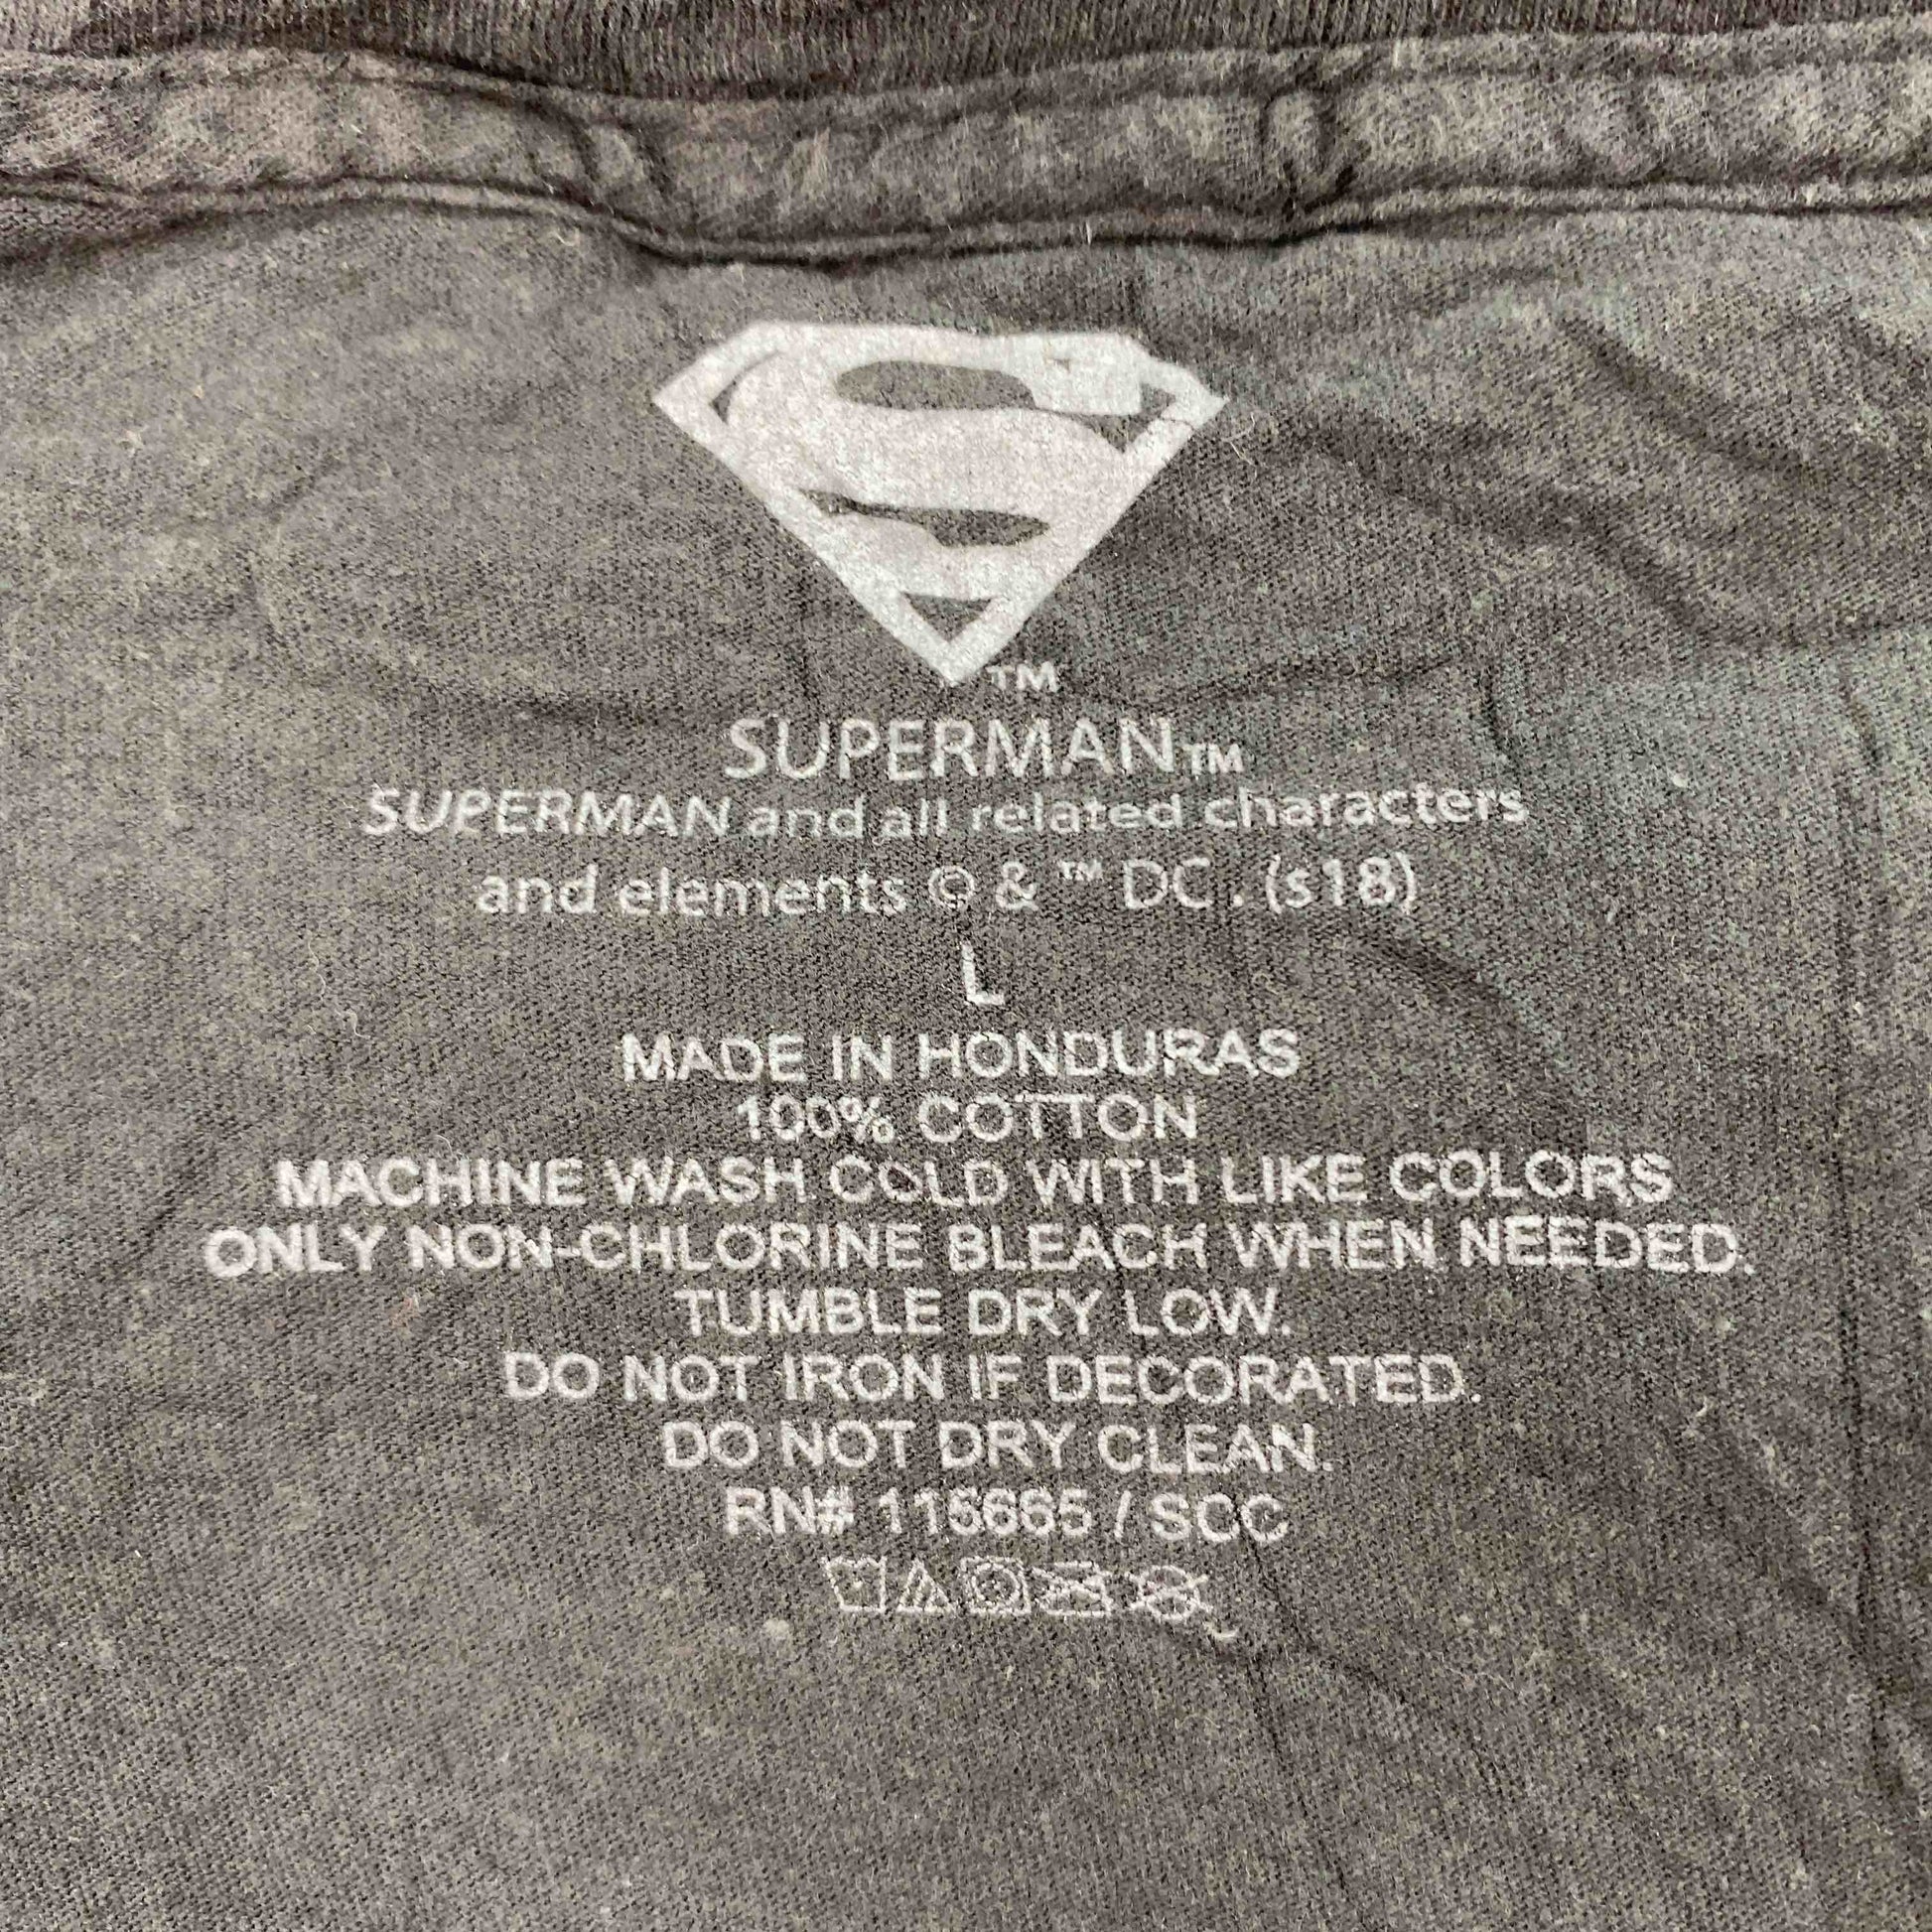 TM
SUPERMAN™
SUPERMAN and all related characters
and elements © & ™ DC. (s18)
L
MADE IN HONDURAS
100% COTTON
MACHINE WASH COLD WITH LIKE COLORS
ONLY NON-CHLORINE BLEACH WHEN NEEDED.
TUMBLE DRY LOW.
DO NOT IRON IF DECORATED.
DO NOT DRY CLEAN.
RN# 115665 / SCC